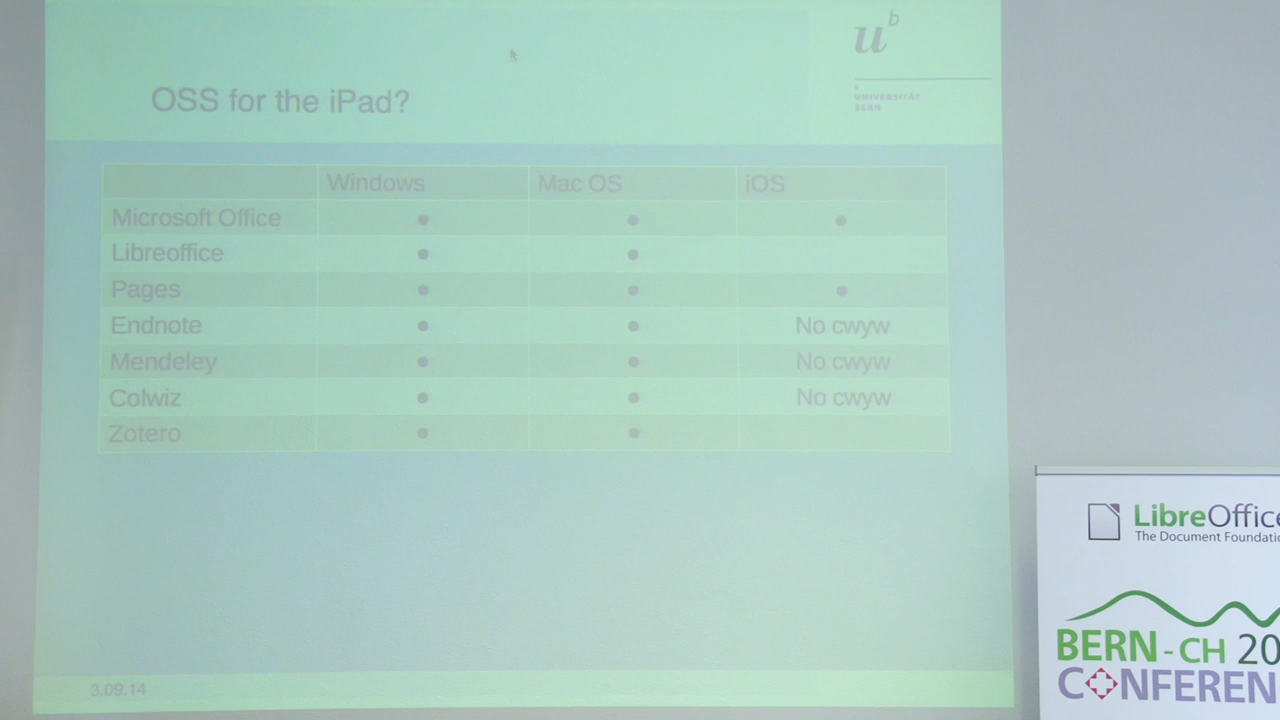 u b
UNIVERSITÄT
BERN
OSS for the iPad?
Windows Mac OS iOS
Microsoft Office ● ● ●
Libreoffice ● ●
Pages ● ● ●
Endnote ● ● No cwyw
Mendeley ● ● No cwyw
Colwiz ● ● No cwyw
Zotero ● ●
3.09.14
LibreOffice
The Document Foundatio
BERN - CH 20
CONFEREN